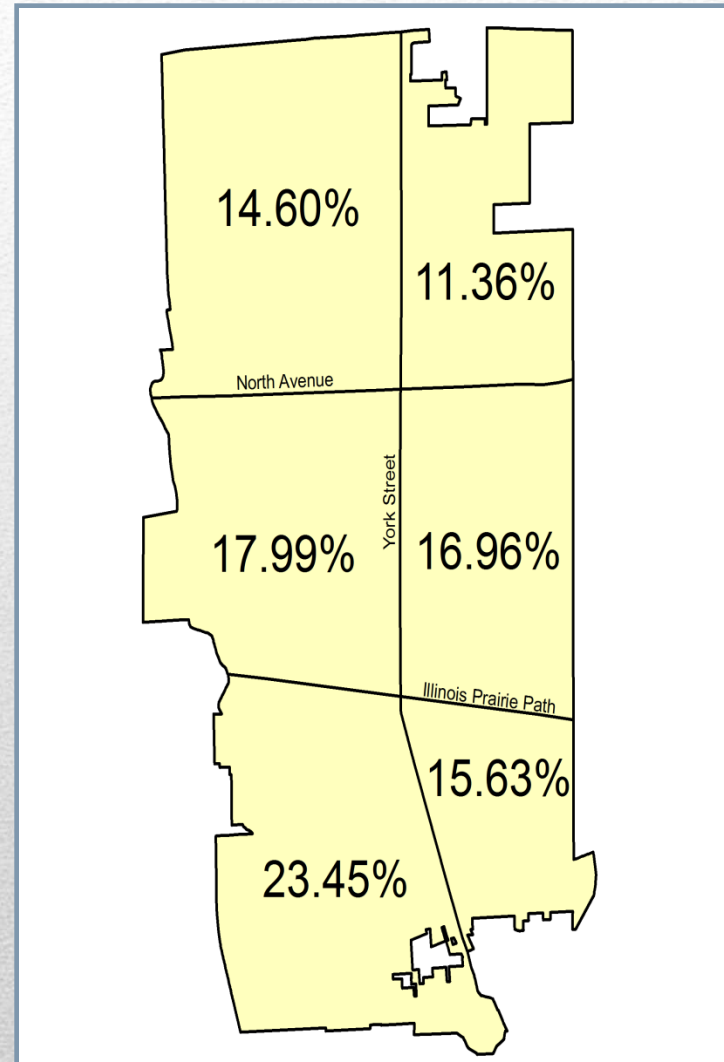 14.60%
11.36%
North Avenue
York Street
17.99%
16.96%
Illinois Prairie Path
15.63%
23.45%